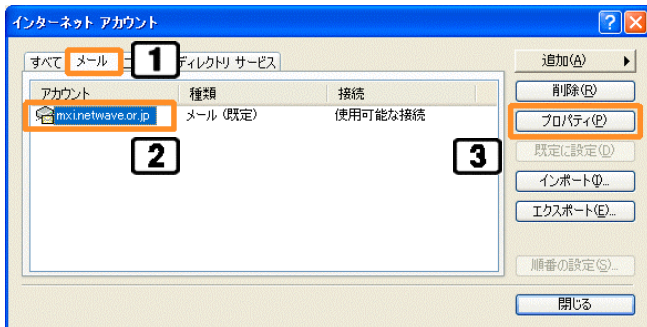 インターネット アカウント
すべて メール 1 ディレクトリ サービス
追加(A)
アカウント 種類 接続
削除(R)
mxi.netwave.or.jp メール (既定) 使用可能な接続
プロパティ(P)
2 3
既定に設定(D)
インポート(I)...
エクスポート(E)...
順番の設定(S)...
閉じる